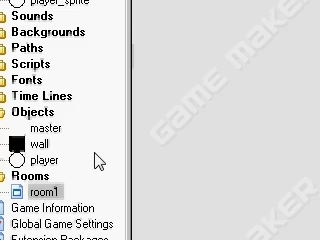 player_sprite
Sounds
Backgrounds
Paths
Scripts
Fonts
Time Lines
Objects
master
wall
player
Rooms
room1
Game Information
Global Game Settings
Extension Packages
GAME MAKER